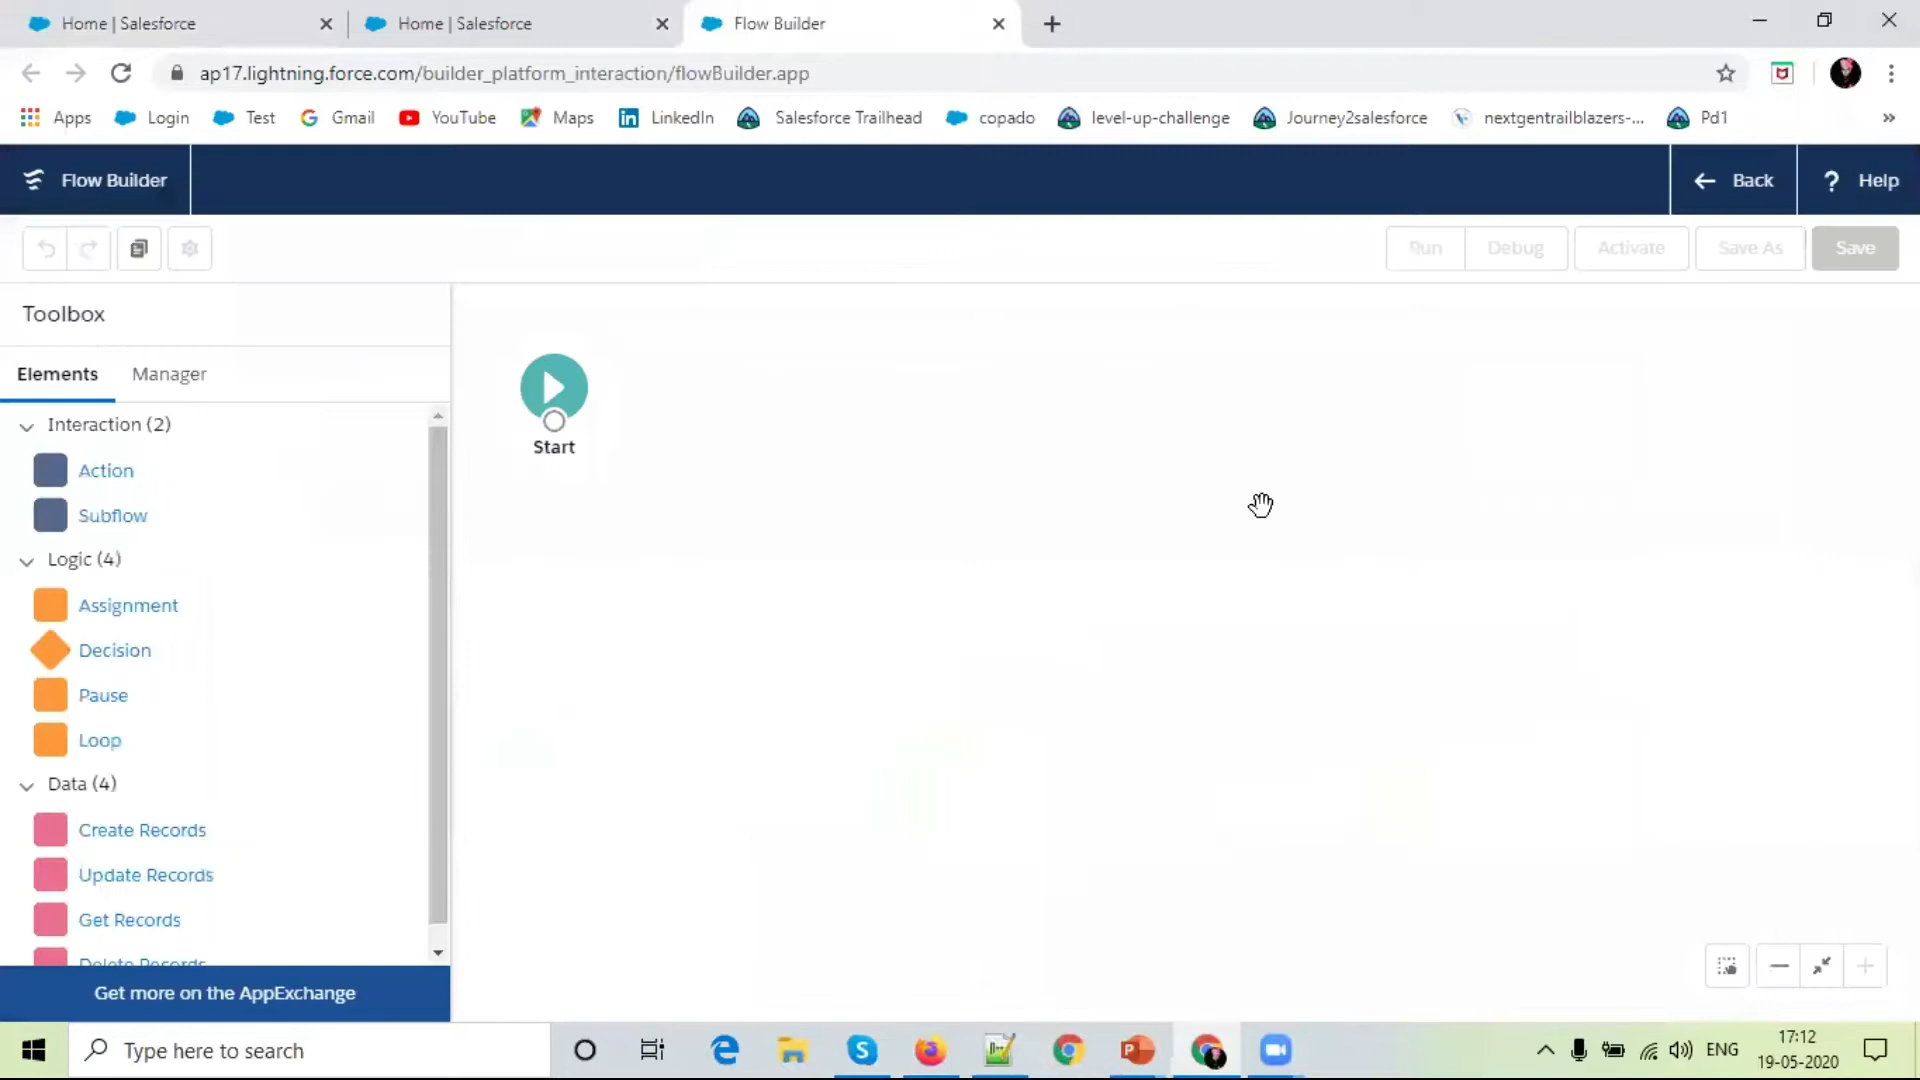 Home | Salesforce
Home | Salesforce
Flow Builder
ap17.lightning.force.com/builder_platform_interaction/flowBuilder.app
Apps Login Test Gmail YouTube Maps LinkedIn Salesforce Trailhead copado level-up-challenge Journey2salesforce nextgentrailblazers-... Pd1 »
Flow Builder
Back
? Help
Run Debug Activate Save As Save
Toolbox
Elements Manager
Interaction (2)
Action
Subflow
Logic (4)
Assignment
Decision
Pause
Loop
Data (4)
Create Records
Update Records
Get Records
Delete Records
Get more on the AppExchange
Start
Type here to search
ENG
17:12
19-05-2020